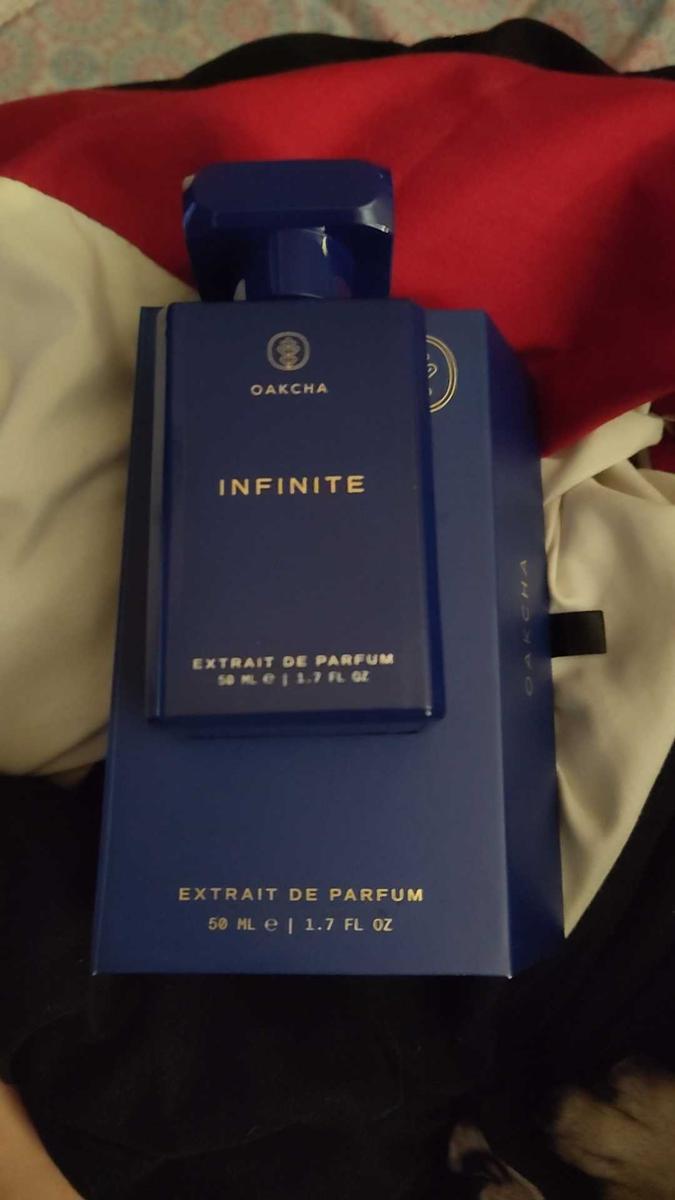 OAKCHA
INFINITE
EXTRAIT DE PARFUM
50 ML ℮ | 1.7 FL OZ
OAKCHA
EXTRAIT DE PARFUM
50 ML ℮ | 1.7 FL OZ